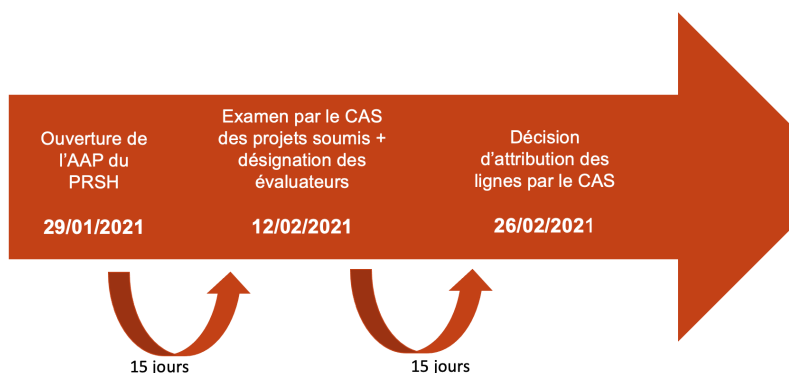 Ouverture de
l'AAP du
PRSH
29/01/2021
Examen par le CAS
des projets soumis +
désignation des
évaluateurs
12/02/2021
Décision
d'attribution des
lignes par le CAS
26/02/2021
15 jours
15 jours